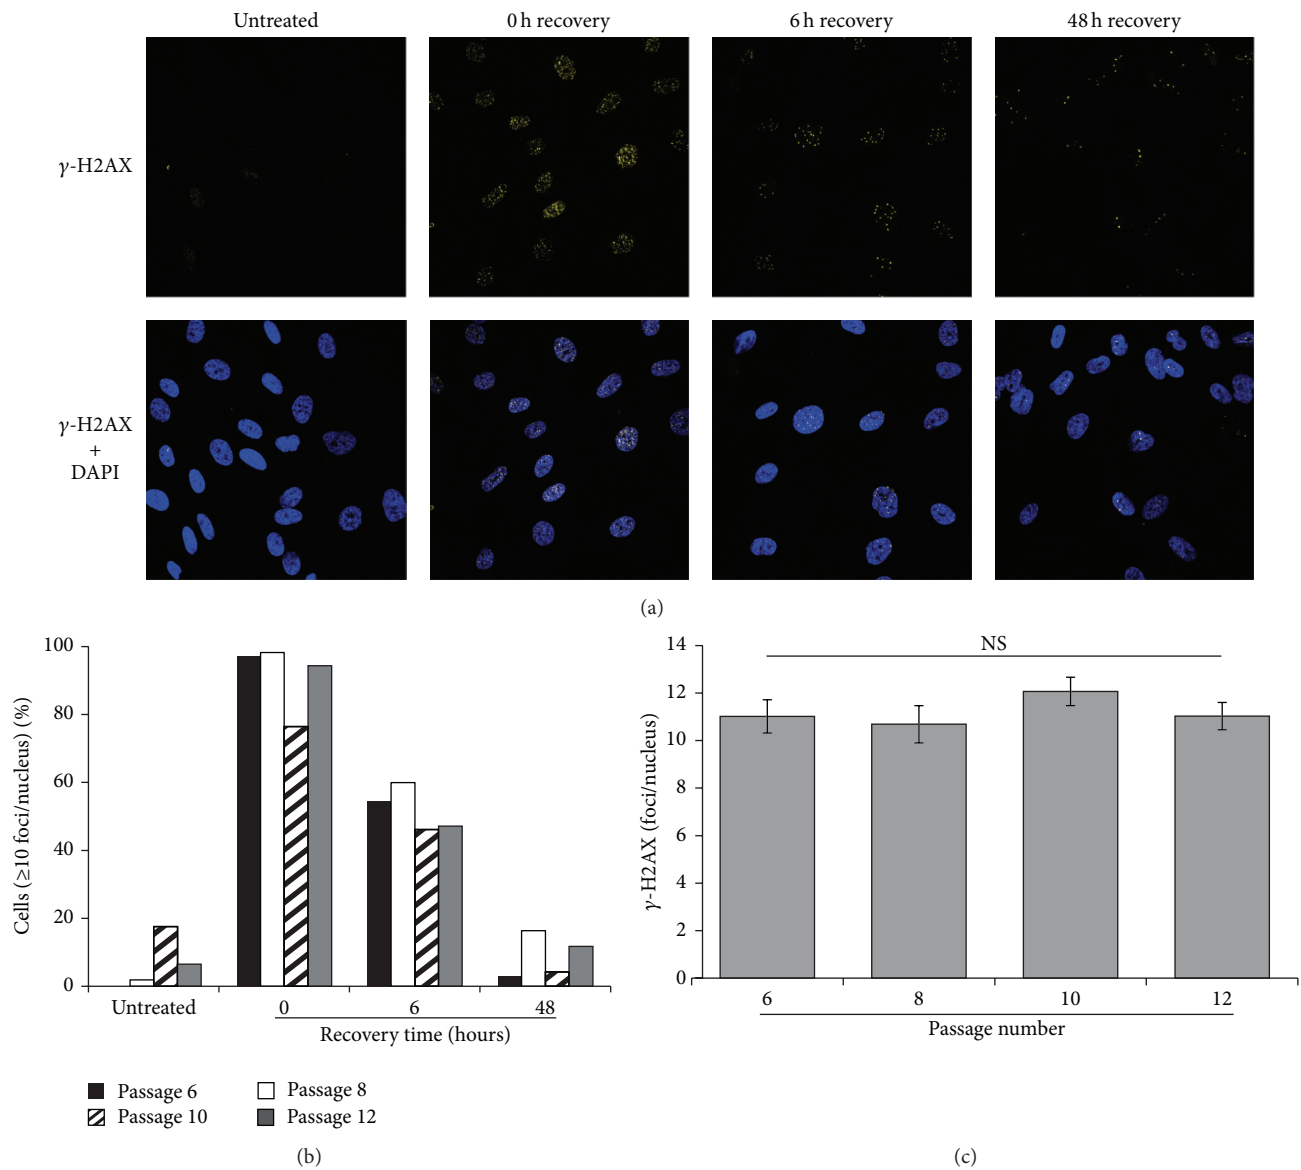 Untreated
0 h recovery
6 h recovery
48 h recovery
γ-H2AX
γ-H2AX
+
DAPI
(a)
100
80
60
40
20
0
Cells (≥10 foci/nucleus) (%)
Untreated
0
6
48
Recovery time (hours)
Passage 6
Passage 8
Passage 10
Passage 12
(b)
14
12
10
8
6
4
2
0
γ-H2AX (foci/nucleus)
NS
6
8
10
12
Passage number
(c)